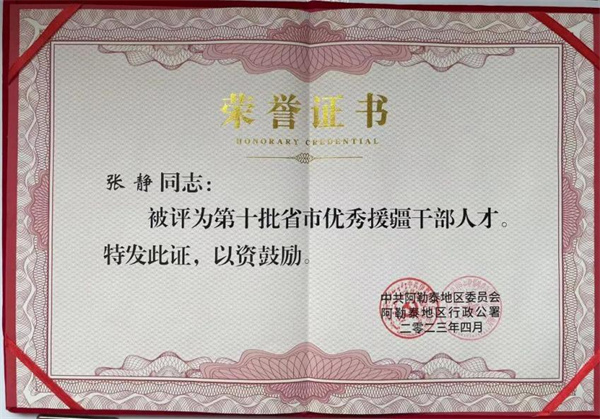 荣誉证书
HONORARY CREDENTIAL
张静同志：
被评为第十批省市优秀援疆干部人才。
特发此证，以资鼓励。
中共阿勒泰地区委员会
阿勒泰地区行政公署
二〇二三年四月